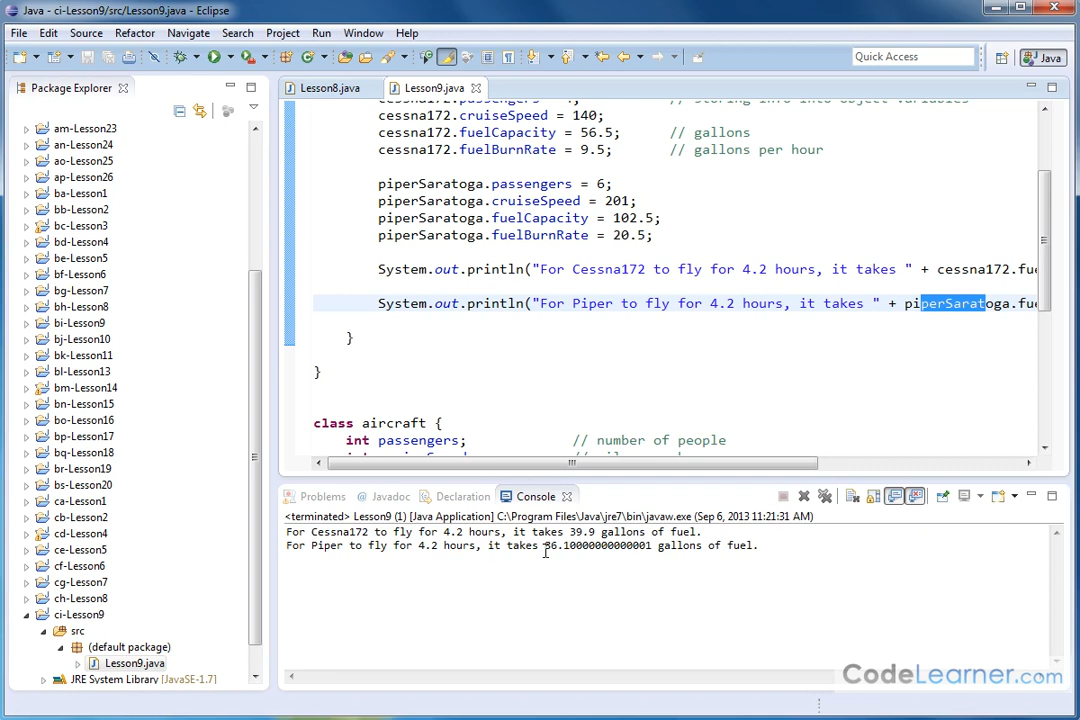 Java - ci-Lesson9/src/Lesson9.java - Eclipse
File Edit Source Refactor Navigate Search Project Run Window Help
Quick Access
Java
Package Explorer
Lesson8.java
Lesson9.java
am-Lesson23
an-Lesson24
ao-Lesson25
ap-Lesson26
ba-Lesson1
bb-Lesson2
bc-Lesson3
bd-Lesson4
be-Lesson5
bf-Lesson6
bg-Lesson7
bh-Lesson8
bi-Lesson9
bj-Lesson10
bk-Lesson11
bl-Lesson13
bm-Lesson14
bn-Lesson15
bo-Lesson16
bp-Lesson17
bq-Lesson18
br-Lesson19
bs-Lesson20
ca-Lesson1
cb-Lesson2
cd-Lesson4
ce-Lesson5
cf-Lesson6
cg-Lesson7
ch-Lesson8
ci-Lesson9
src
(default package)
Lesson9.java
JRE System Library [JavaSE-1.7]
cessna172.passengers = 4; // storing info into object variables
cessna172.cruiseSpeed = 140;
cessna172.fuelCapacity = 56.5; // gallons
cessna172.fuelBurnRate = 9.5; // gallons per hour
piperSaratoga.passengers = 6;
piperSaratoga.cruiseSpeed = 201;
piperSaratoga.fuelCapacity = 102.5;
piperSaratoga.fuelBurnRate = 20.5;
System.out.println("For Cessna172 to fly for 4.2 hours, it takes " + cessna172.fue
System.out.println("For Piper to fly for 4.2 hours, it takes " + piperSaratoga.fue
}
}
class aircraft {
int passengers; // number of people
Problems
Javadoc
Declaration
Console
<terminated> Lesson9 (1) [Java Application] C:\Program Files\Java\jre7\bin\javaw.exe (Sep 6, 2013 11:21:31 AM)
For Cessna172 to fly for 4.2 hours, it takes 39.9 gallons of fuel.
For Piper to fly for 4.2 hours, it takes 86.10000000000001 gallons of fuel.
CodeLearner.com